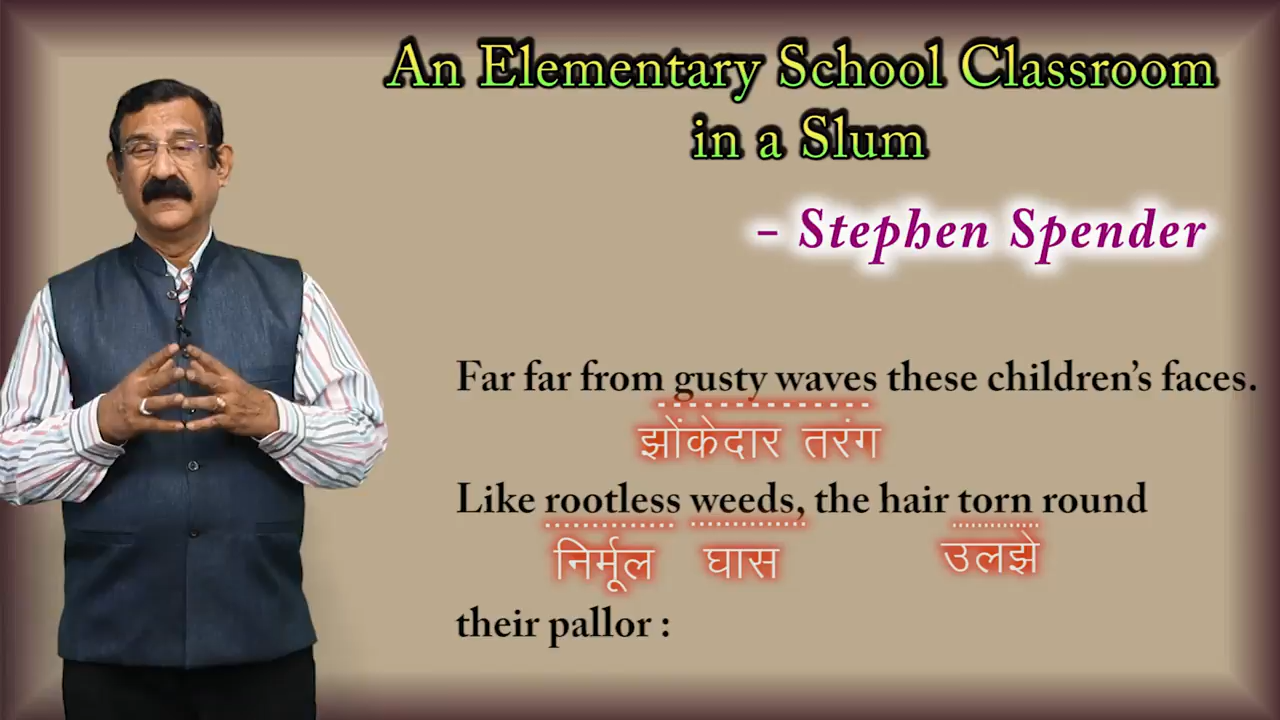 An Elementary School Classroom
in a Slum
- Stephen Spender
Far far from gusty waves these children's faces.
झोंकेदार तरंग
Like rootless weeds, the hair torn round
निर्मूल घास उलझे
their pallor :